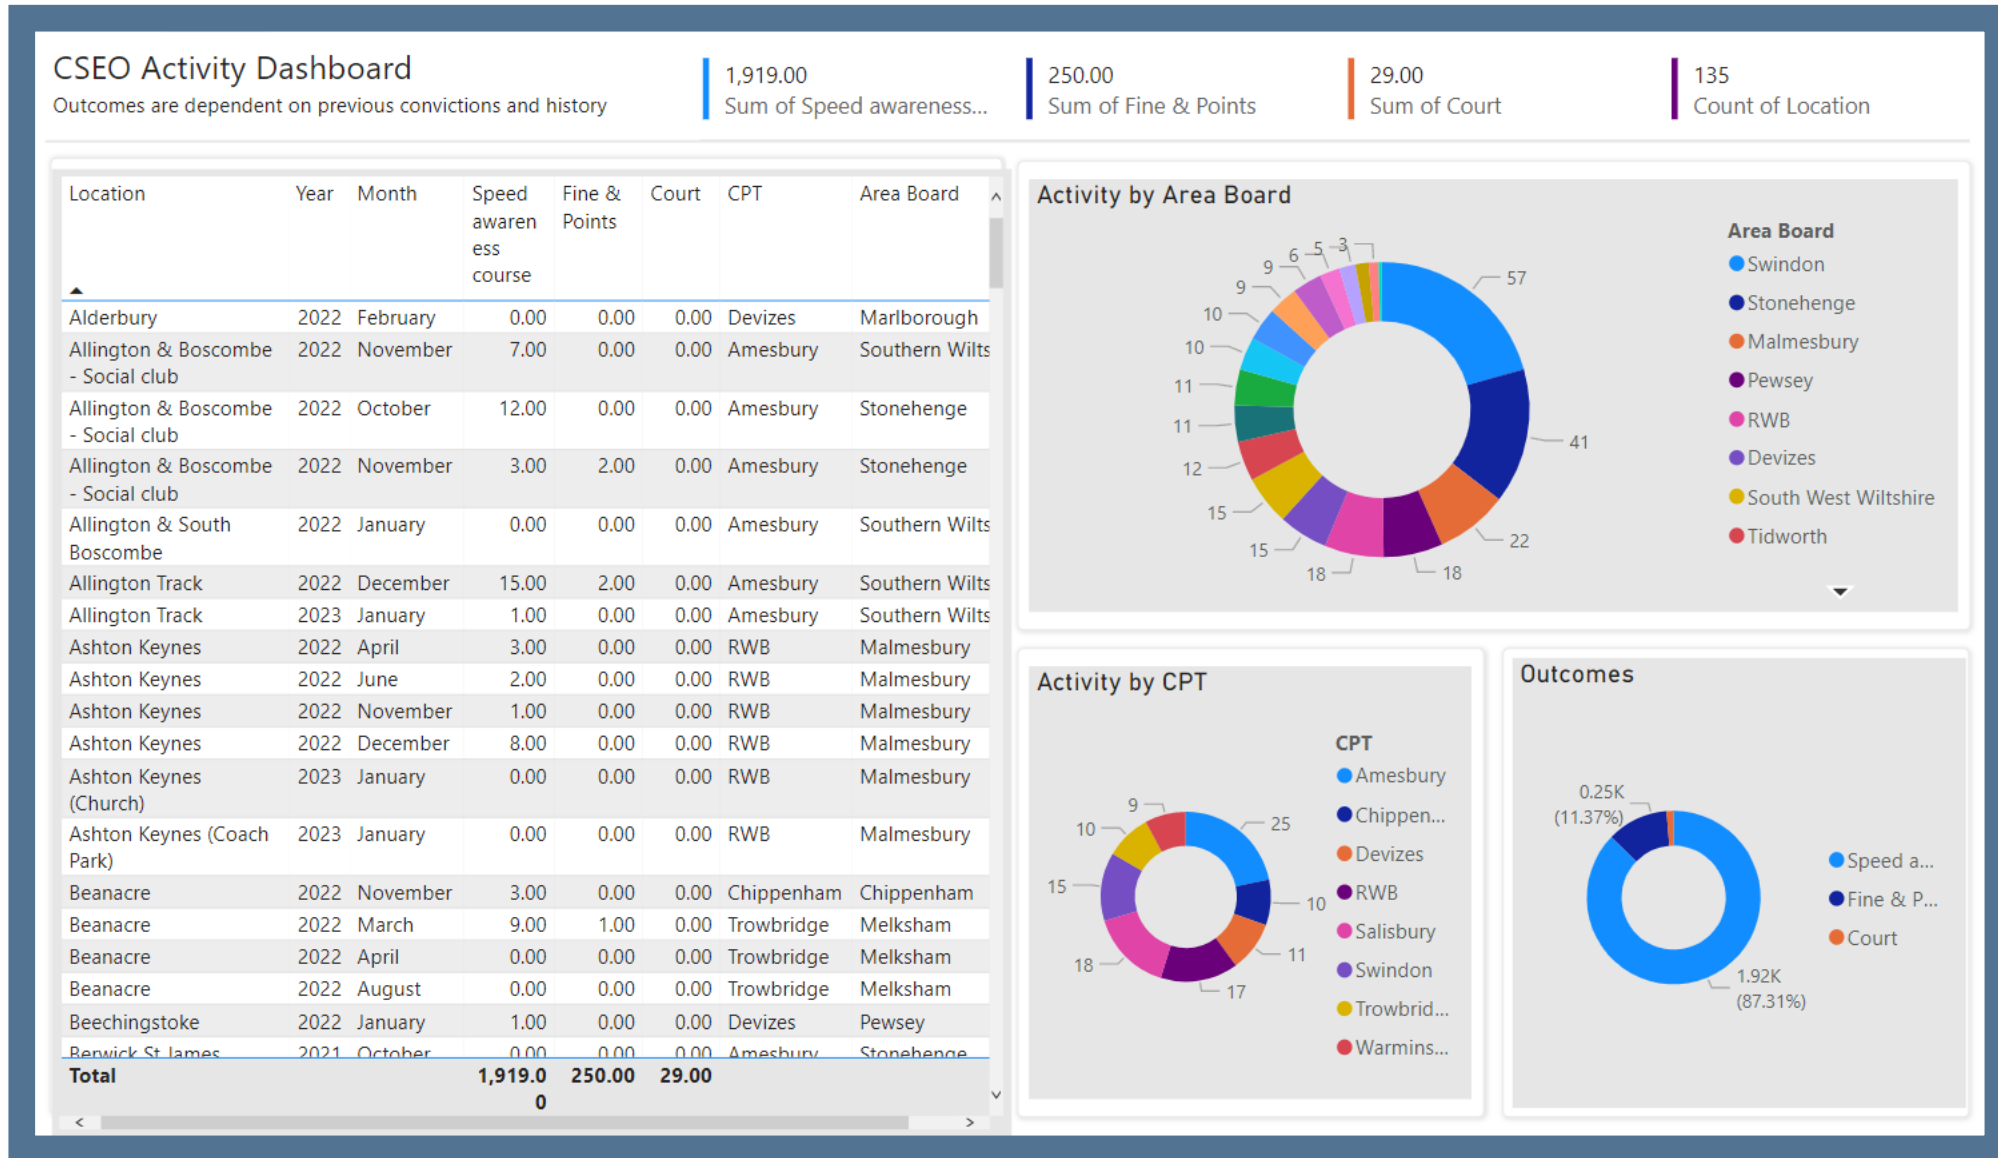 CSEO Activity Dashboard
Outcomes are dependent on previous convictions and history
1,919.00
Sum of Speed awareness...
250.00
Sum of Fine & Points
29.00
Sum of Court
135
Count of Location
Location Year Month Speed awaren ess course Fine & Points Court CPT Area Board
Alderbury 2022 February 0.00 0.00 0.00 Devizes Marlborough
Allington & Boscombe 2022 November 7.00 0.00 0.00 Amesbury Southern Wilts
- Social club
Allington & Boscombe 2022 October 12.00 0.00 0.00 Amesbury Stonehenge
- Social club
Allington & Boscombe 2022 November 3.00 2.00 0.00 Amesbury Stonehenge
- Social club
Allington & South 2022 January 0.00 0.00 0.00 Amesbury Southern Wilts
Boscombe
Allington Track 2022 December 15.00 2.00 0.00 Amesbury Southern Wilts
Allington Track 2023 January 1.00 0.00 0.00 Amesbury Southern Wilts
Ashton Keynes 2022 April 3.00 0.00 0.00 RWB Malmesbury
Ashton Keynes 2022 June 2.00 0.00 0.00 RWB Malmesbury
Ashton Keynes 2022 November 1.00 0.00 0.00 RWB Malmesbury
Ashton Keynes 2022 December 8.00 0.00 0.00 RWB Malmesbury
Ashton Keynes 2023 January 0.00 0.00 0.00 RWB Malmesbury
(Church)
Ashton Keynes (Coach 2023 January 0.00 0.00 0.00 RWB Malmesbury
Park)
Beanacre 2022 November 3.00 0.00 0.00 Chippenham Chippenham
Beanacre 2022 March 9.00 1.00 0.00 Trowbridge Melksham
Beanacre 2022 April 0.00 0.00 0.00 Trowbridge Melksham
Beanacre 2022 August 0.00 0.00 0.00 Trowbridge Melksham
Beechingstoke 2022 January 1.00 0.00 0.00 Devizes Pewsey
Berwick St James 2021 October 0.00 0.00 0.00 Amesbury Stonehenge
Total 1,919.0 250.00 29.00
0
Activity by Area Board
57
41
22
18
18
15
15
12
11
11
10
10
9
9
6
5
3
Area Board
Swindon
Stonehenge
Malmesbury
Pewsey
RWB
Devizes
South West Wiltshire
Tidworth
Activity by CPT
25
10
11
17
18
15
10
9
CPT
Amesbury
Chippen...
Devizes
RWB
Salisbury
Swindon
Trowbrid...
Warmins...
Outcomes
0.25K
(11.37%)
1.92K
(87.31%)
Speed a...
Fine & P...
Court